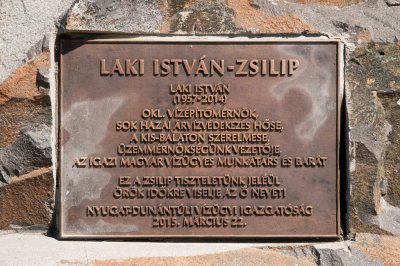 LAKI ISTVÁN-ZSILIP
LAKI ISTVÁN
(1957-2014)
OKL. VÍZÉPÍTŐMÉRNÖK,
SOK HAZAI ÁRVÍZVÉDEKEZÉS HŐSE,
A KIS-BALATON SZERELMESE
ÜZEMMÉRNÖKSÉGÜNK VEZETŐJE,
AZ IGAZI MAGYAR VÍZÜGYES MUNKATÁRS ÉS BARÁT
EZ A ZSILIP TISZTELETÜNK JELÉÜL
ÖRÖK IDŐKRE VISELJE AZ Ő NEVÉT!
NYUGAT-DUNÁNTÚLI VÍZÜGYI IGAZGATÓSÁG
2015. MÁRCIUS 22.